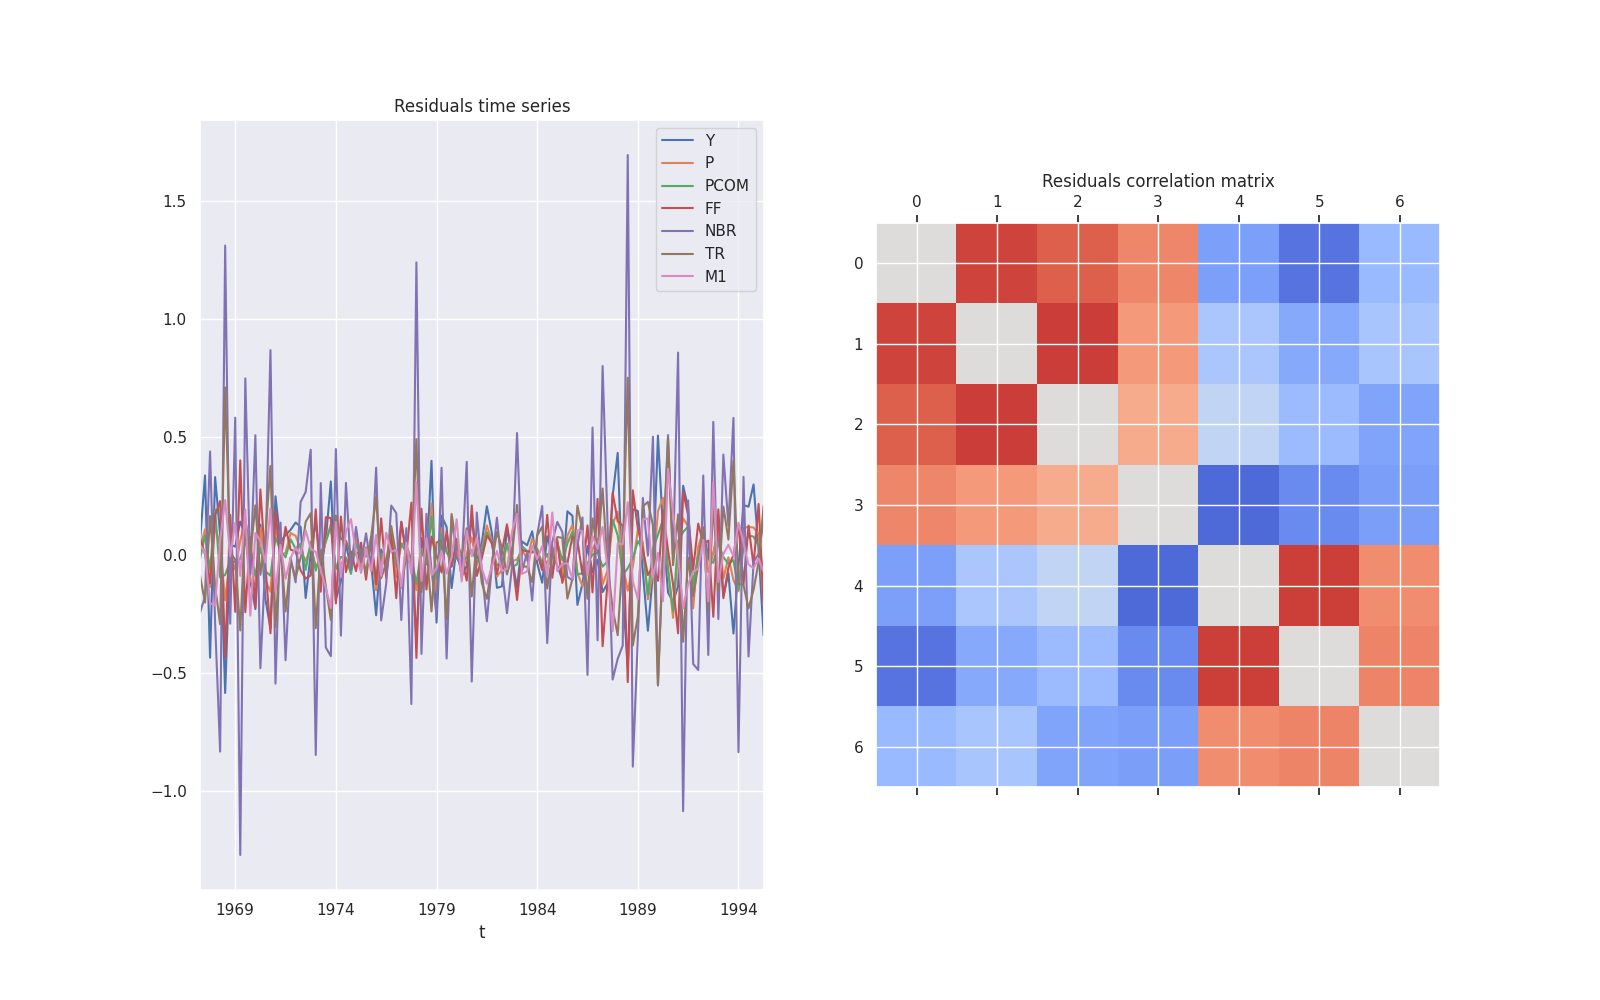 Residuals time series
1.5
1.0
0.5
0.0
−0.5
−1.0
1969 1974 1979 1984 1989 1994
t
Y
P
PCOM
FF
NBR
TR
M1
Residuals correlation matrix
0 1 2 3 4 5 6
0
1
2
3
4
5
6